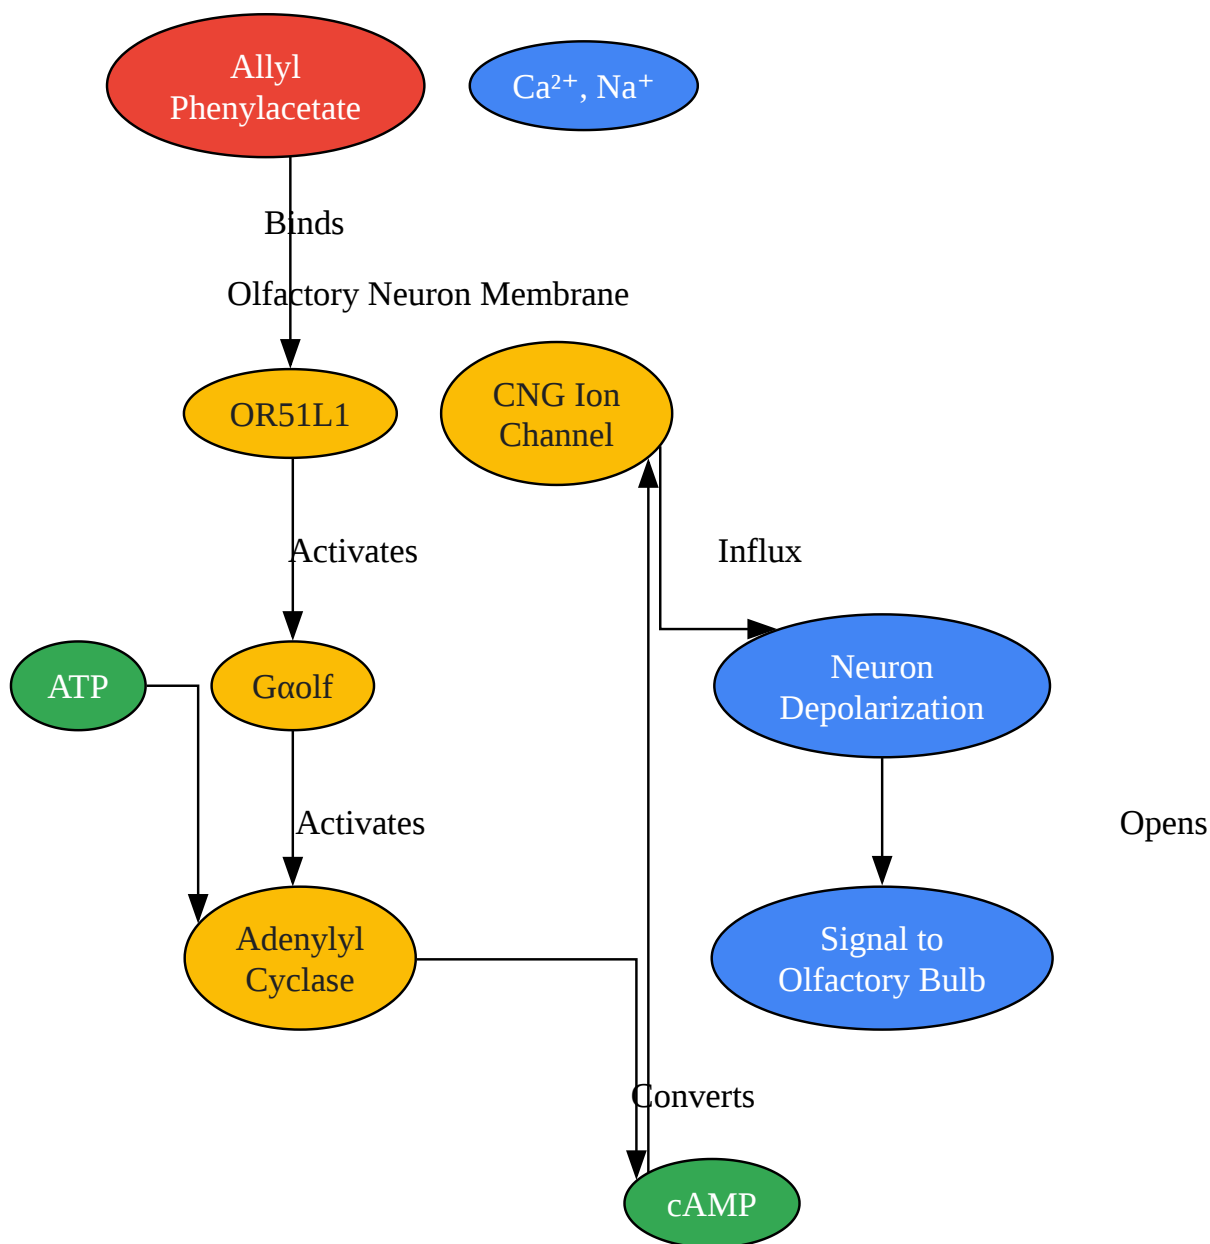 Allyl
Phenylacetate
Ca²⁺, Na⁺
Binds
Olfactory Neuron Membrane
OR51L1
CNG Ion
Channel
Activates
Influx
ATP
Gαolf
Neuron
Depolarization
Activates
Opens
Adenylyl
Cyclase
Signal to
Olfactory Bulb
Converts
cAMP